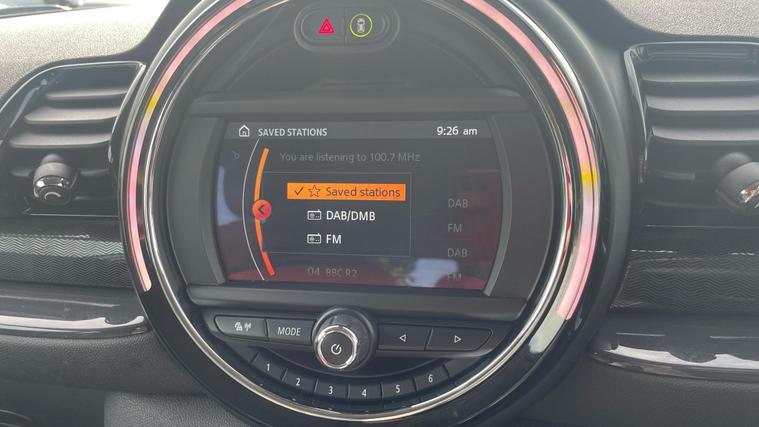 SAVED STATIONS 9:26 am
You are listening to 100.7 MHz
Saved stations
DAB
DAB/DMB
FM
FM
DAB
04 BBC R2 FM
MODE
1 2 3 4 5 6